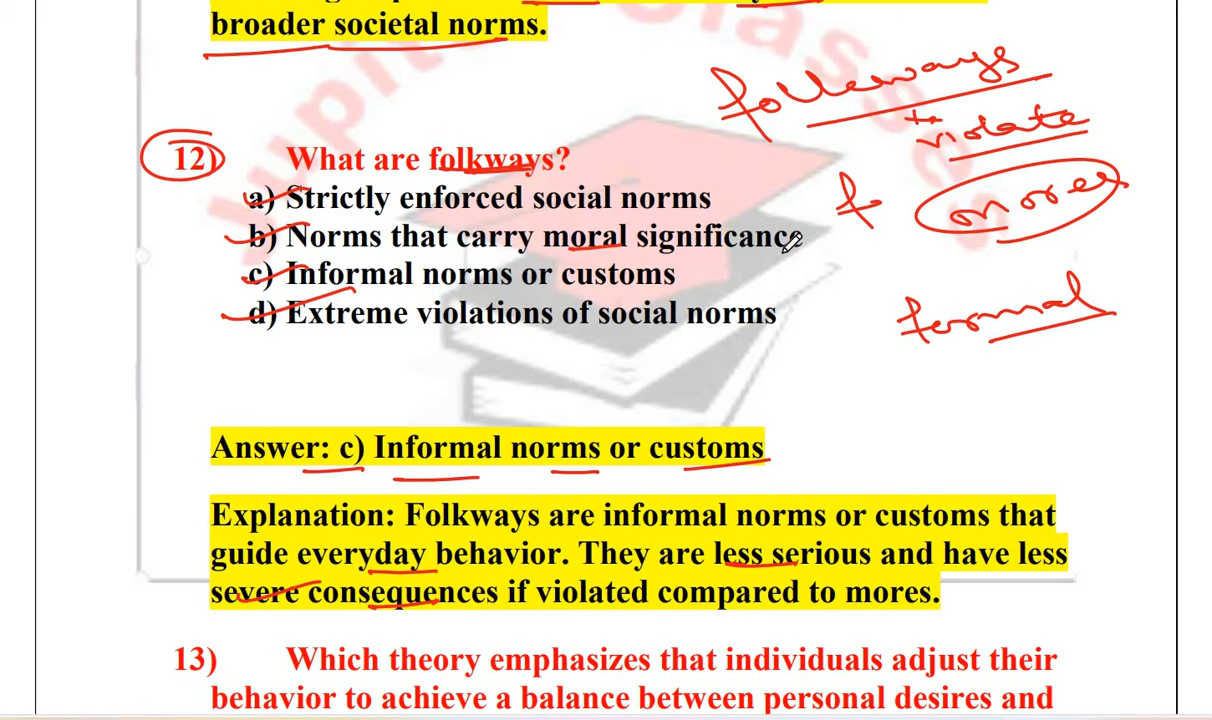 broader societal norms.
folleways
to
violate
12) What are folkways?
a) Strictly enforced social norms
b) Norms that carry moral significance
mores
c) Informal norms or customs
d) Extreme violations of social norms
formal
Answer: c) Informal norms or customs
Explanation: Folkways are informal norms or customs that
guide everyday behavior. They are less serious and have less
severe consequences if violated compared to mores.
13) Which theory emphasizes that individuals adjust their
behavior to achieve a balance between personal desires and